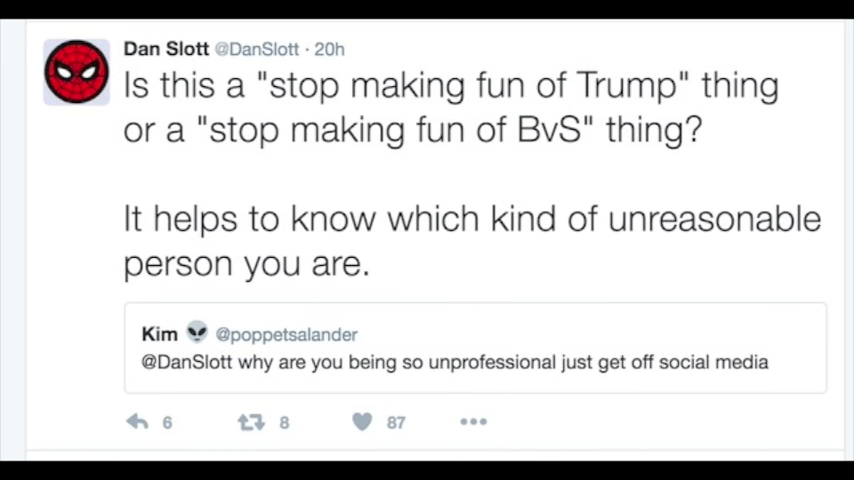 Dan Slott @DanSlott · 20h
Is this a "stop making fun of Trump" thing
or a "stop making fun of BvS" thing?
It helps to know which kind of unreasonable
person you are.
Kim 👽 @poppetsalander
@DanSlott why are you being so unprofessional just get off social media
6 8 87